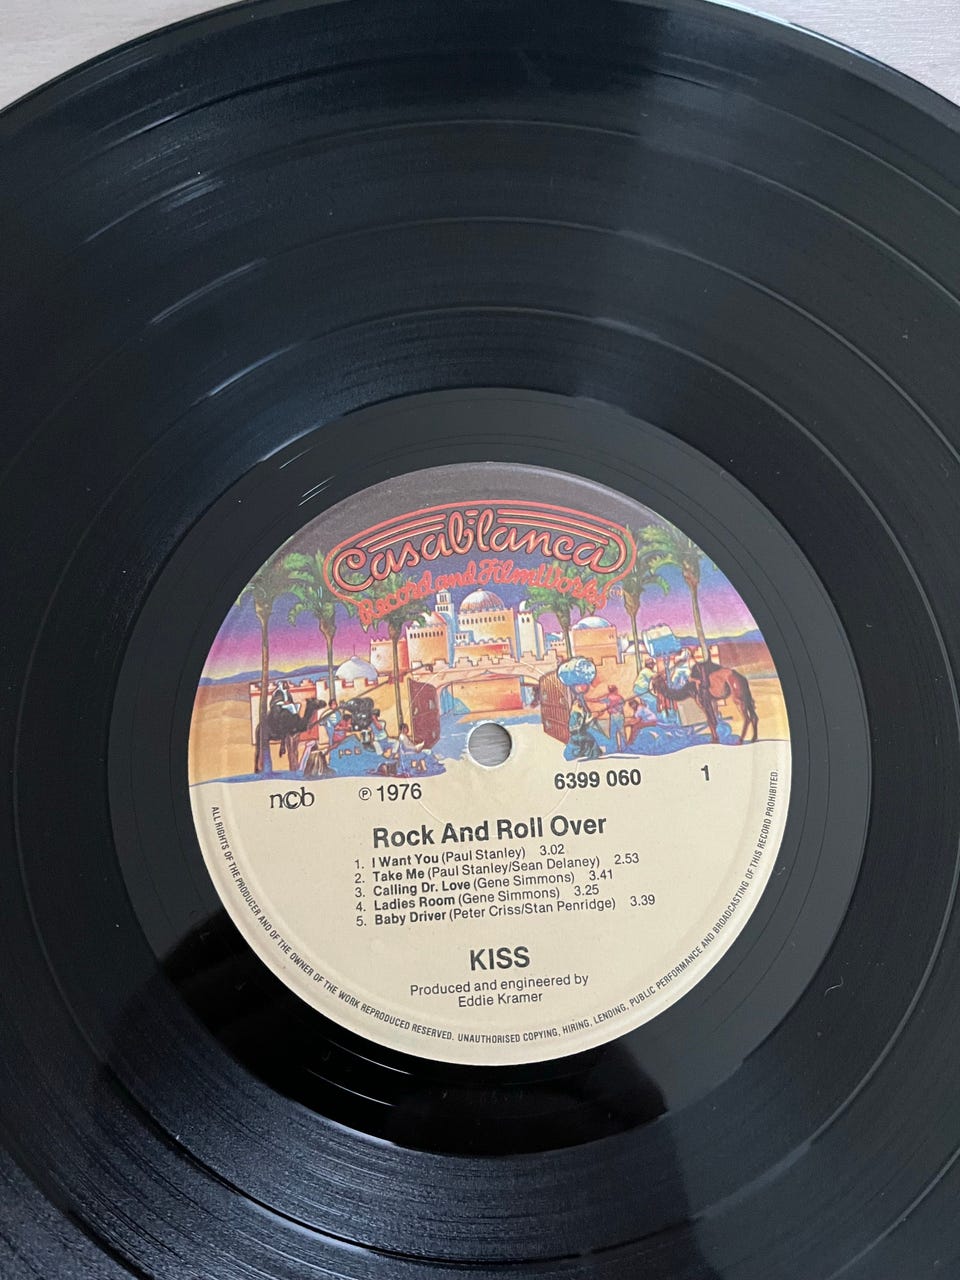 Casablanca
Record and FilmWorks
ncb
℗ 1976
6399 060
1
Rock And Roll Over
1. I Want You (Paul Stanley) 3.02
2. Take Me (Paul Stanley/Sean Delaney) 2.53
3. Calling Dr. Love (Gene Simmons) 3.41
4. Ladies Room (Gene Simmons) 3.25
5. Baby Driver (Peter Criss/Stan Penridge) 3.39
KISS
Produced and engineered by
Eddie Kramer
ALL RIGHTS OF THE PRODUCER AND OF THE OWNER OF THE WORK REPRODUCED RESERVED. UNAUTHORISED COPYING, HIRING, LENDING, PUBLIC PERFORMANCE AND BROADCASTING OF THIS RECORD PROHIBITED.